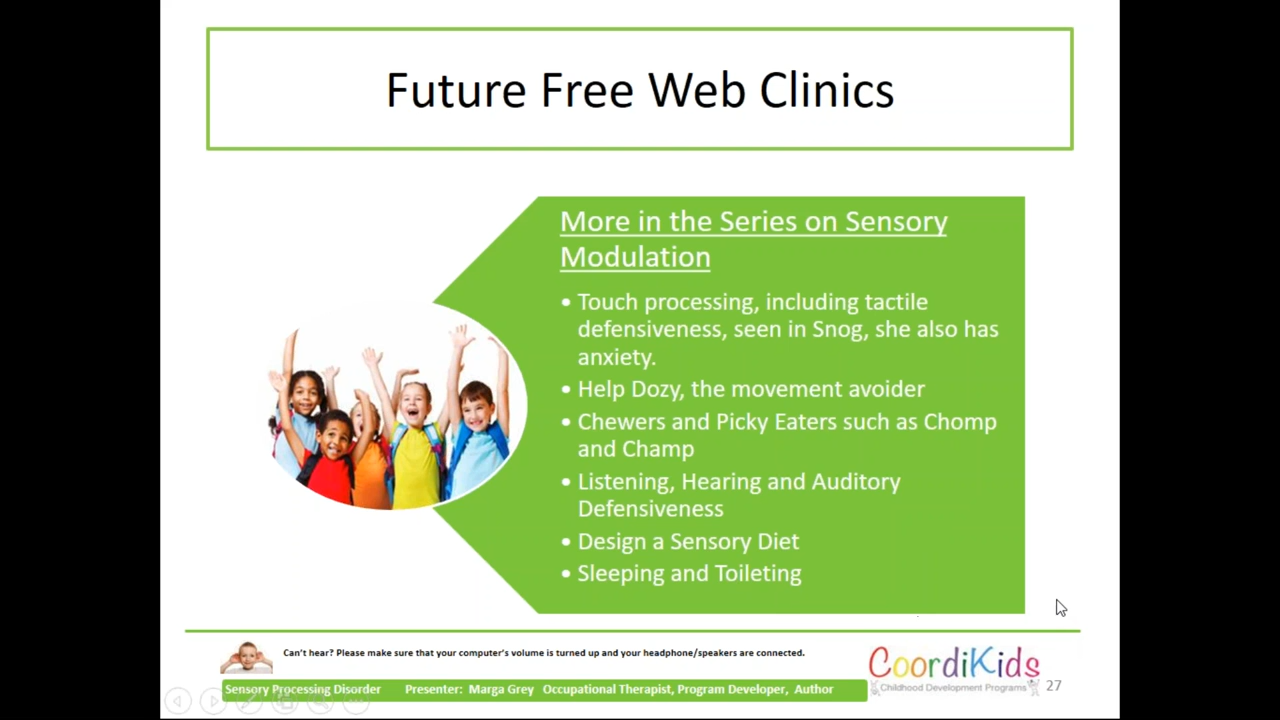 Future Free Web Clinics
More in the Series on Sensory
Modulation
• Touch processing, including tactile
defensiveness, seen in Snog, she also has
anxiety.
• Help Dozy, the movement avoider
• Chewers and Picky Eaters such as Chomp
and Champ
• Listening, Hearing and Auditory
Defensiveness
• Design a Sensory Diet
• Sleeping and Toileting
Can't hear? Please make sure that your computer's volume is turned up and your headphone/speakers are connected.
Sensory Processing Disorder Presenter: Marga Grey Occupational Therapist, Program Developer, Author
CoordiKids
Childhood Development Programs
27